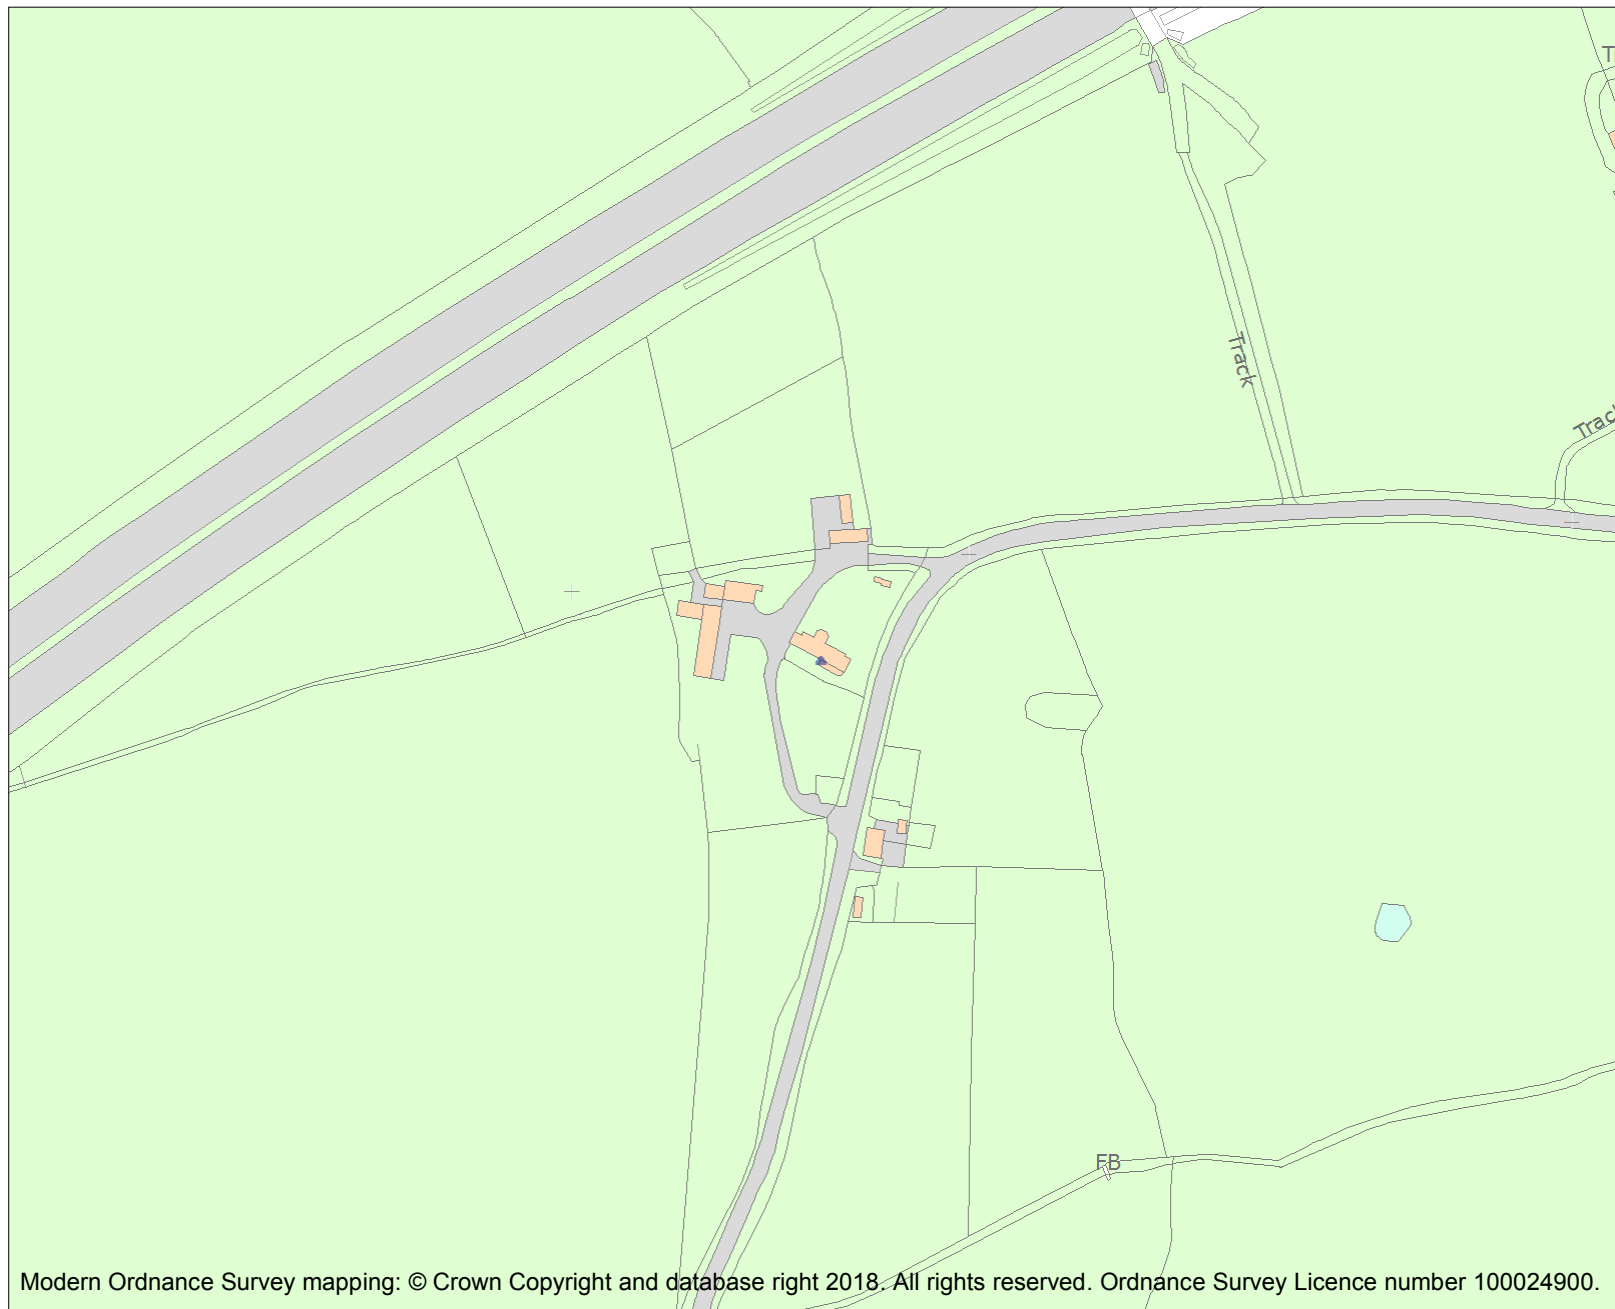 Track
FB
Modern Ordnance Survey mapping: © Crown Copyright and database right 2018. All rights reserved. Ordnance Survey Licence number 100024900.